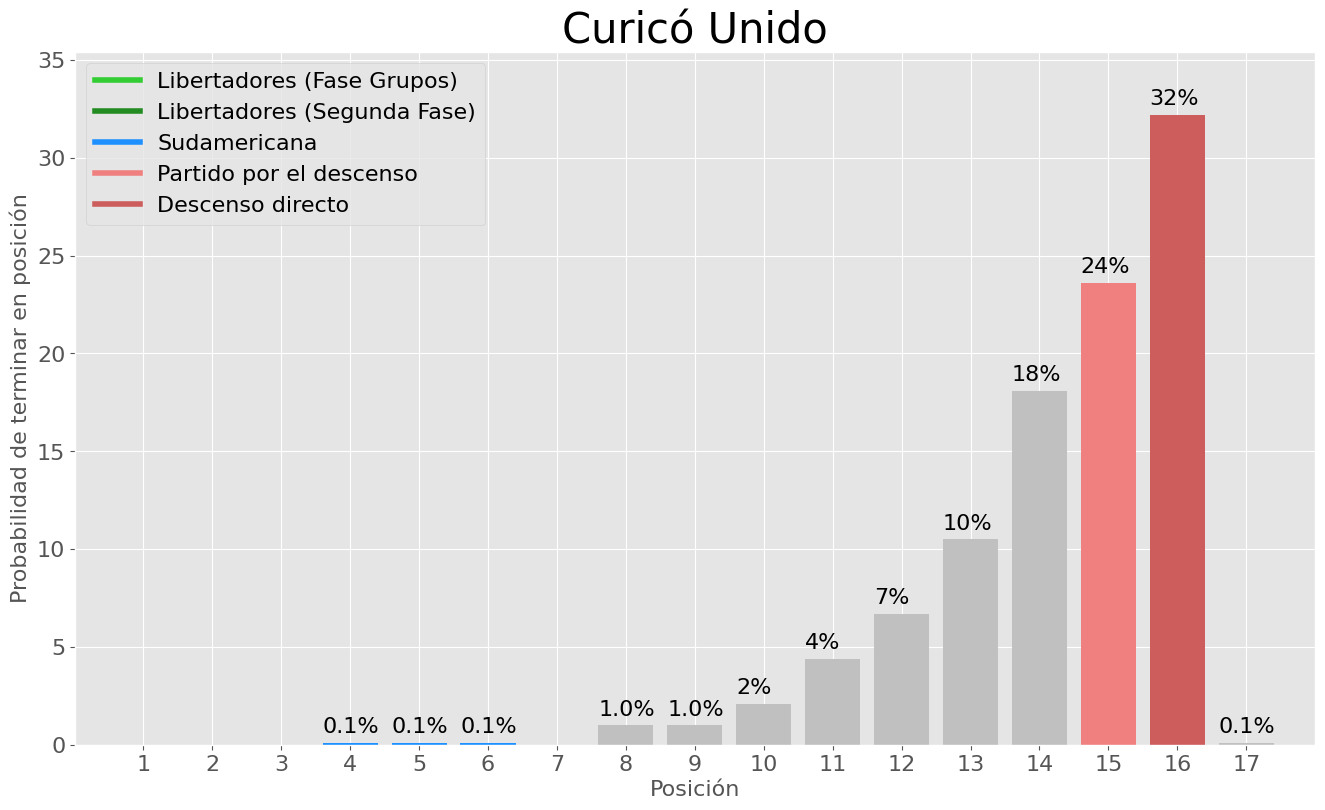 Curicó Unido
Libertadores (Fase Grupos)
Libertadores (Segunda Fase)
Sudamericana
Partido por el descenso
Descenso directo
Probabilidad de terminar en posición
35
30
25
20
15
10
5
0
0.1%
0.1%
0.1%
1.0%
1.0%
2%
4%
7%
10%
18%
24%
32%
0.1%
1 2 3 4 5 6 7 8 9 10 11 12 13 14 15 16 17
Posición